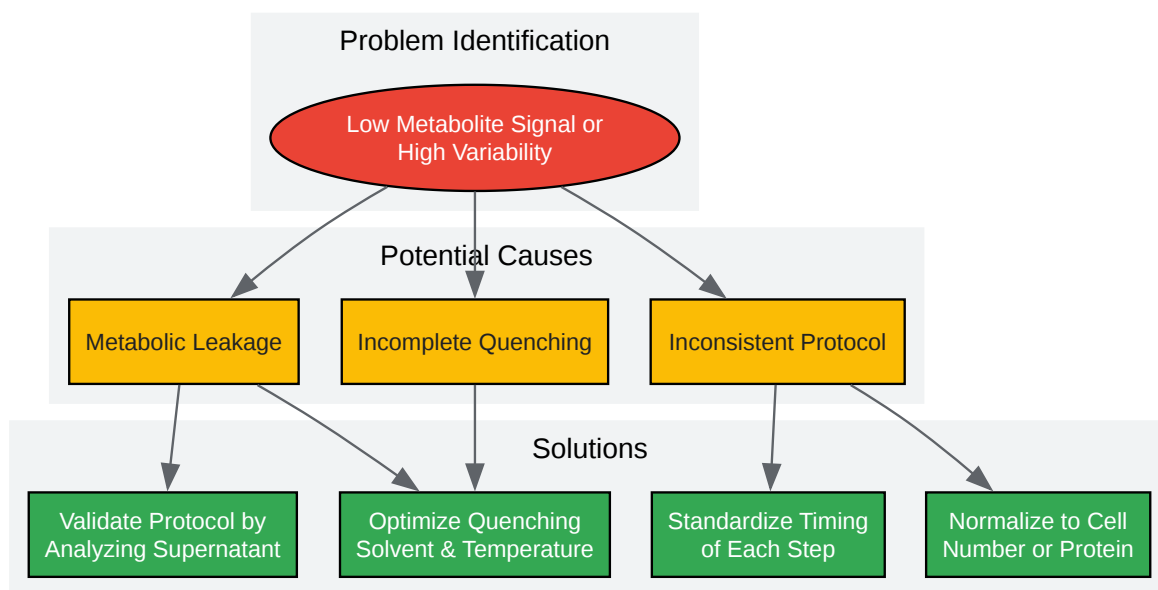 Problem Identification
Low Metabolite Signal or
High Variability
Potential Causes
Metabolic Leakage
Incomplete Quenching
Inconsistent Protocol
Solutions
Validate Protocol by
Analyzing Supernatant
Optimize Quenching
Solvent & Temperature
Standardize Timing
of Each Step
Normalize to Cell
Number or Protein